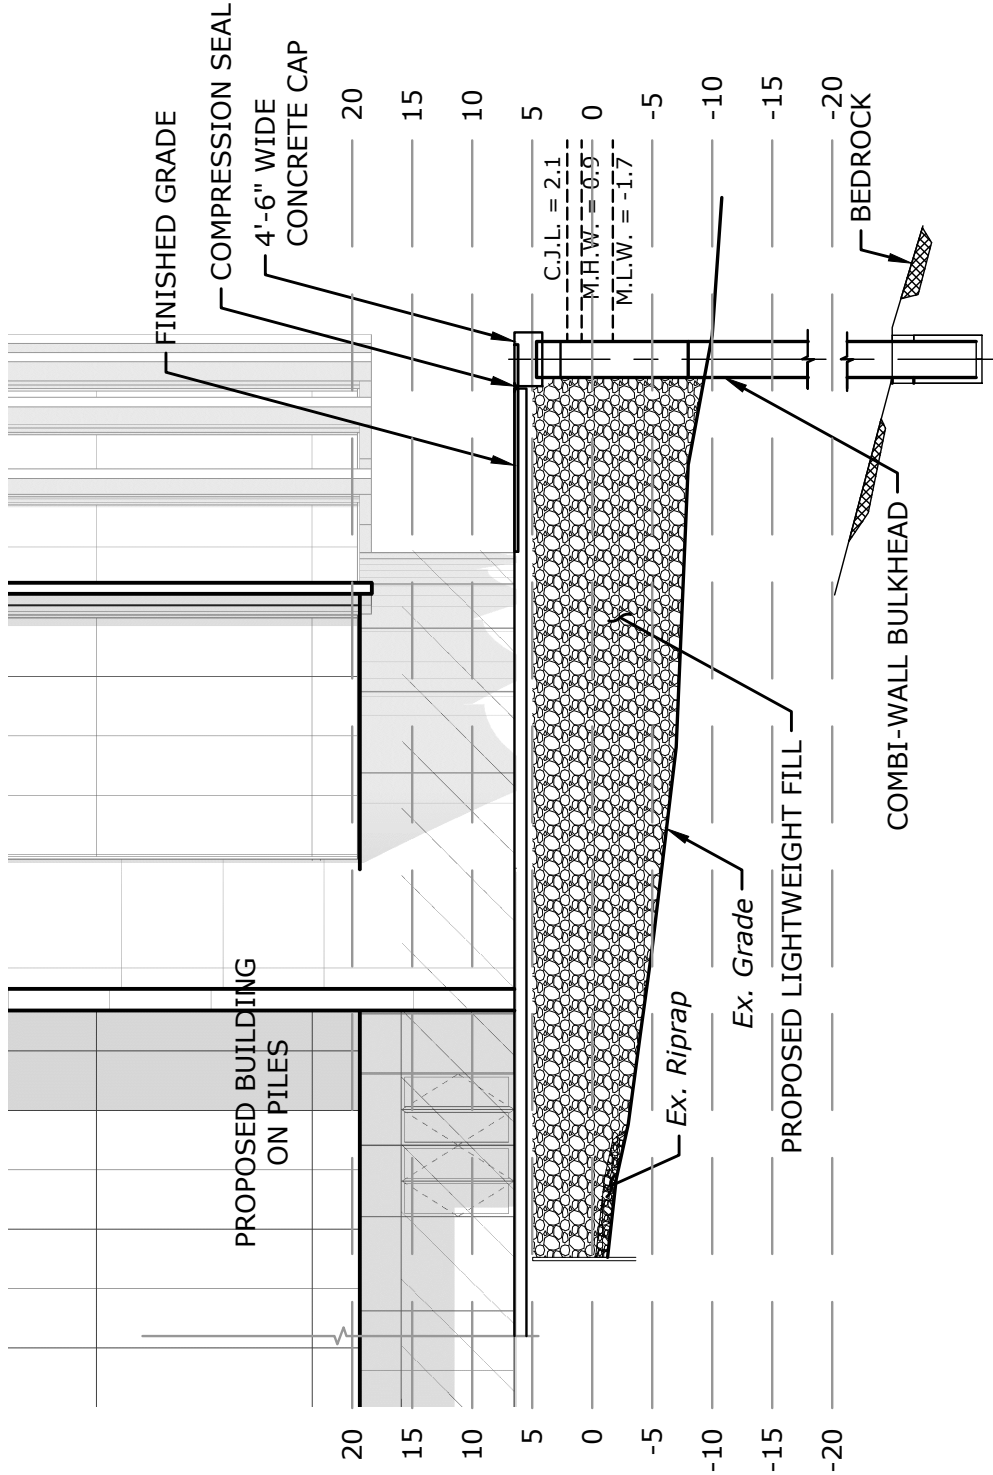 FINISHED GRADE
COMPRESSION SEAL
4'-6" WIDE
CONCRETE CAP
20
15
10
5
0
-5
-10
-15
-20
C.J.L. = 2.1
M.H.W. = 0.9
M.L.W. = -1.7
BEDROCK
COMBI-WALL BULKHEAD
PROPOSED LIGHTWEIGHT FILL
Ex. Grade
Ex. Riprap
PROPOSED BUILDING
ON PILES
20
15
10
5
0
-5
-10
-15
-20